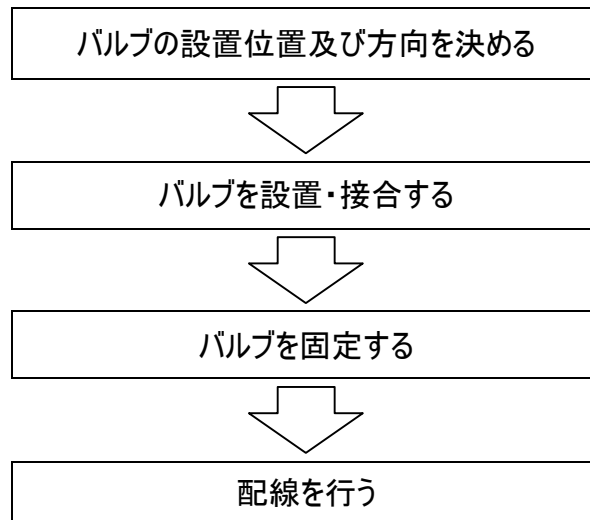 バルブの設置位置及び方向を決める
バルブを設置・接合する
バルブを固定する
配線を行う